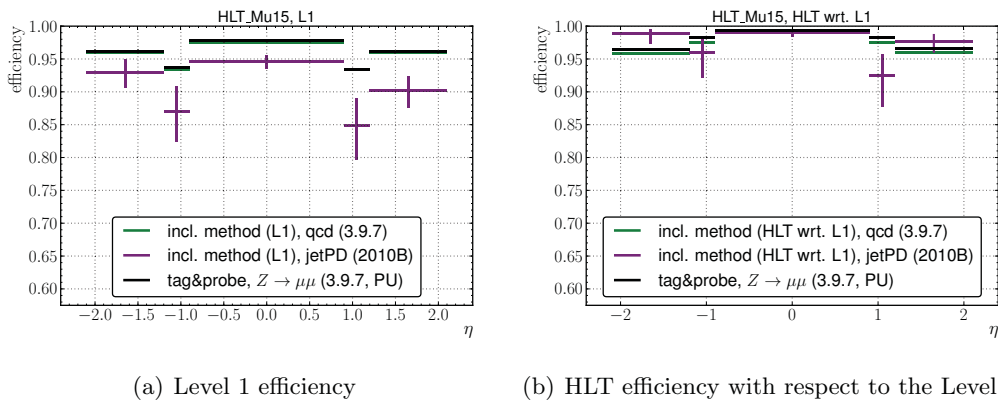 HLT_Mu15, L1
efficiency
1.00
0.95
0.90
0.85
0.80
0.75
0.70
0.65
0.60
incl. method (L1), qcd (3.9.7)
incl. method (L1), jetPD (2010B)
tag&probe, Z → μμ (3.9.7, PU)
−2.0 −1.5 −1.0 −0.5 0.0 0.5 1.0 1.5 2.0
η
(a) Level 1 efficiency
HLT_Mu15, HLT wrt. L1
efficiency
1.00
0.95
0.90
0.85
0.80
0.75
0.70
0.65
0.60
incl. method (HLT wrt. L1), qcd (3.9.7)
incl. method (HLT wrt. L1), jetPD (2010B)
tag&probe, Z → μμ (3.9.7, PU)
−2 −1 0 1 2
η
(b) HLT efficiency with respect to the Level